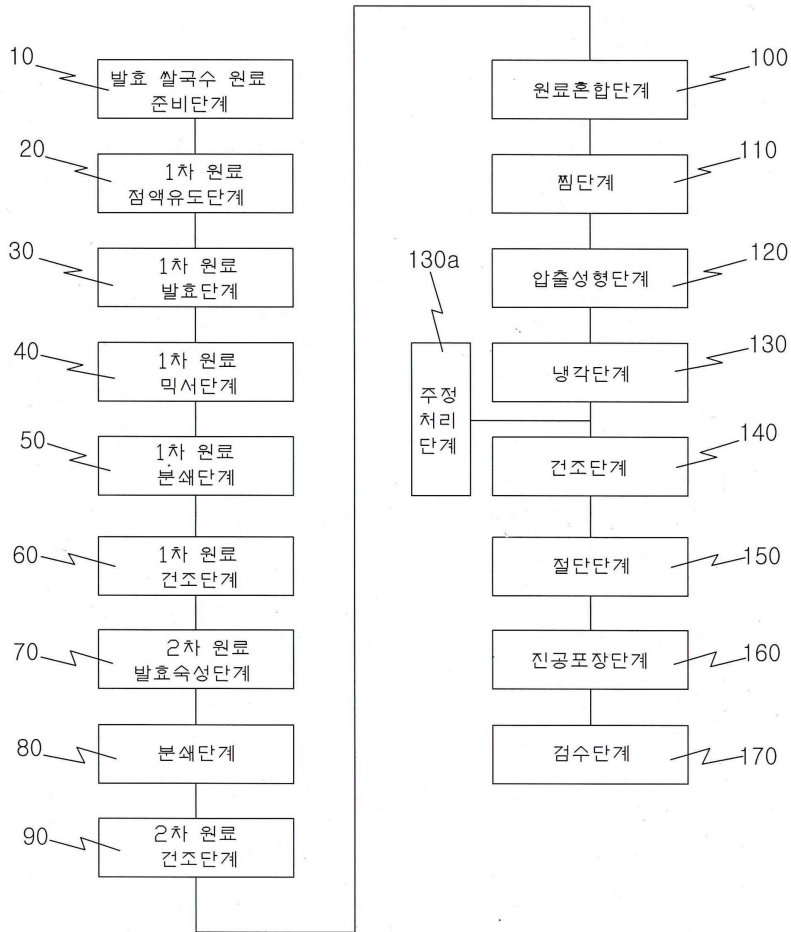 10
발효 쌀국수 원료
준비단계
20
1차 원료
점액유도단계
30
1차 원료
발효단계
40
1차 원료
믹서단계
50
1차 원료
분쇄단계
60
1차 원료
건조단계
70
2차 원료
발효숙성단계
80
분쇄단계
90
2차 원료
건조단계
100
원료혼합단계
110
찜단계
120
압출성형단계
130a
주정
처리
단계
130
냉각단계
140
건조단계
150
절단단계
160
진공포장단계
170
검수단계